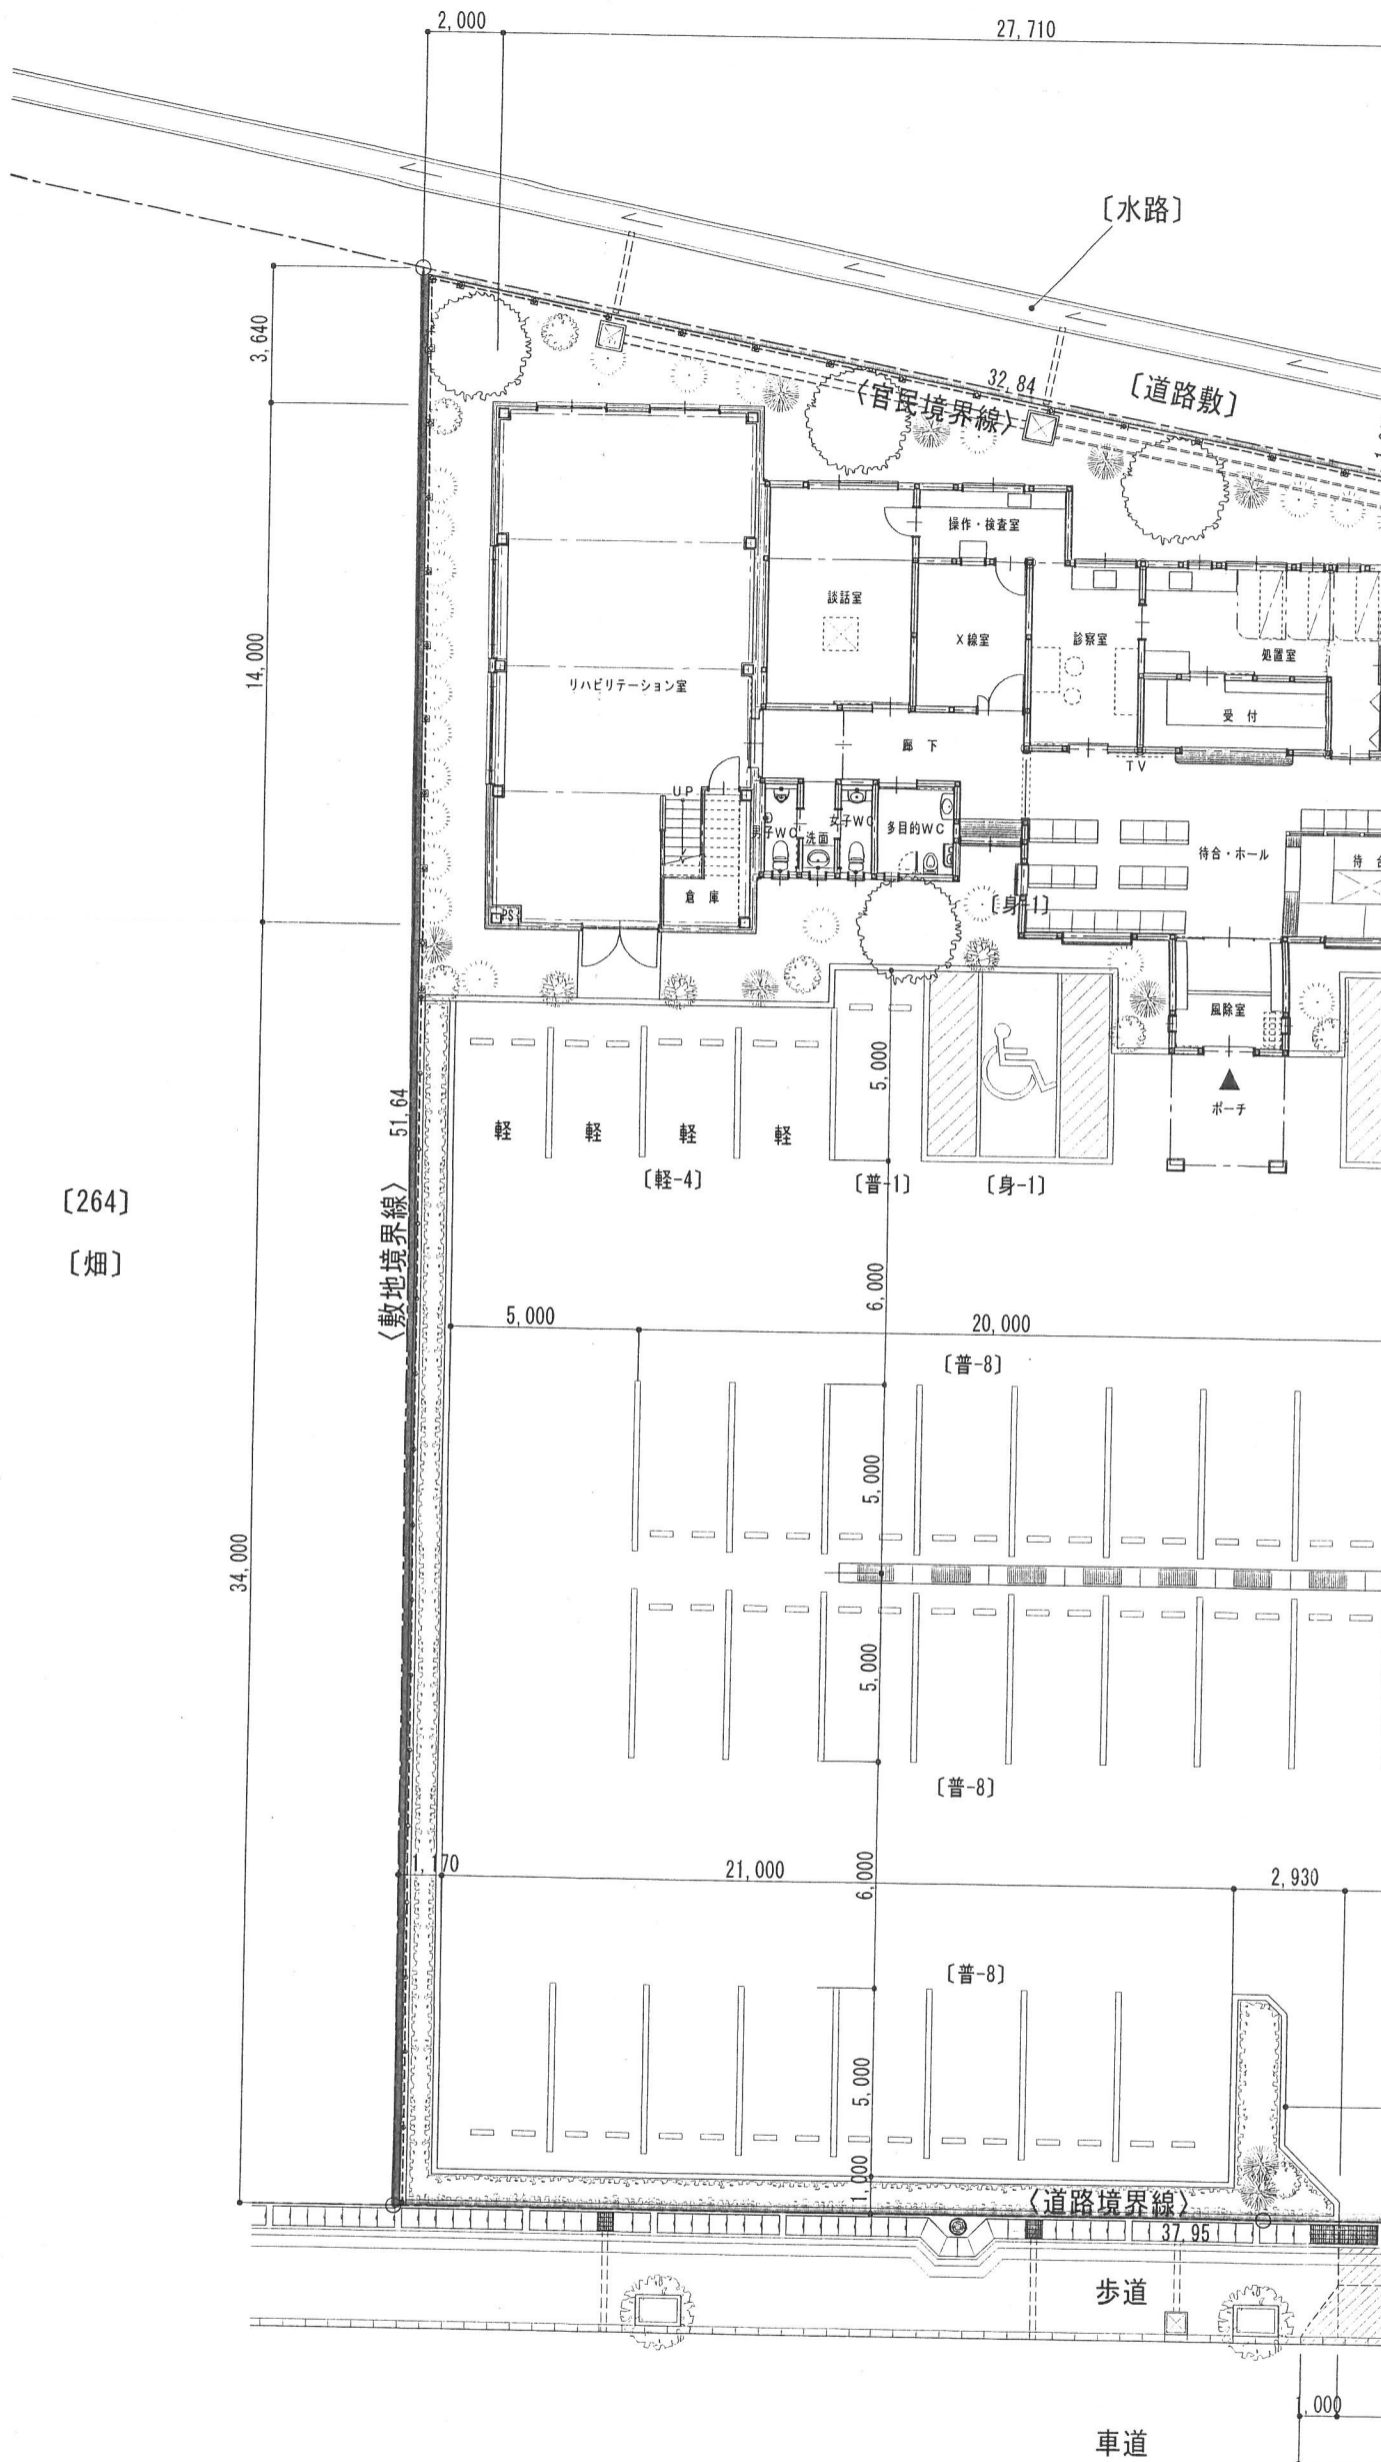 2,000
27,710
〔水路〕
3,640
32,84
〔道路敷〕
〈官民境界線〉
操作・検査室
談話室
X線室
診察室
処置室
14,000
リハビリテーション室
受付
廊下
TV
UP
男子WC
洗面
女子WC
多目的WC
待合・ホール
待合
倉庫
PS
〔身-1〕
風除室
5,000
ポーチ
51,64
軽
軽
軽
軽
〔軽-4〕
〔普-1〕
〔身-1〕
〔264〕
〔畑〕
〈敷地境界線〉
6,000
5,000
20,000
〔普-8〕
5,000
34,000
5,000
〔普-8〕
1,170
21,000
6,000
2,930
〔普-8〕
5,000
1,000
〈道路境界線〉
37,95
歩道
1,000
車道